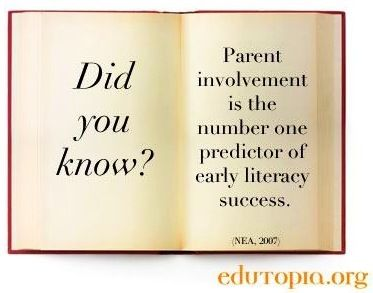 Did
you
know?
Parent
involvement
is the
number one
predictor of
early literacy
success.
(NEA, 2007)
edutopia.org